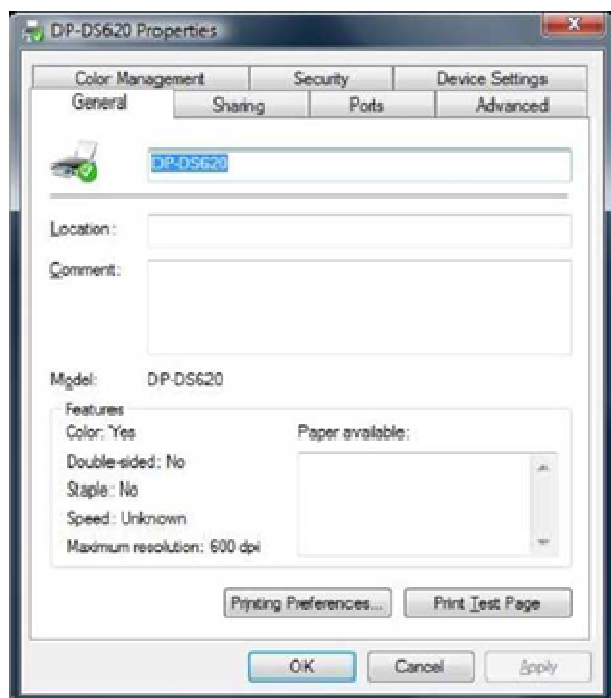 DP-DS620 Properties
Color Management Security Device Settings
General Sharing Ports Advanced
DP-DS620
Location:
Comment:
Model: DP-DS620
Features
Color: Yes Paper available:
Double-sided: No
Staple: No
Speed: Unknown
Maximum resolution: 600 dpi
Printing Preferences... Print Test Page
OK Cancel Apply